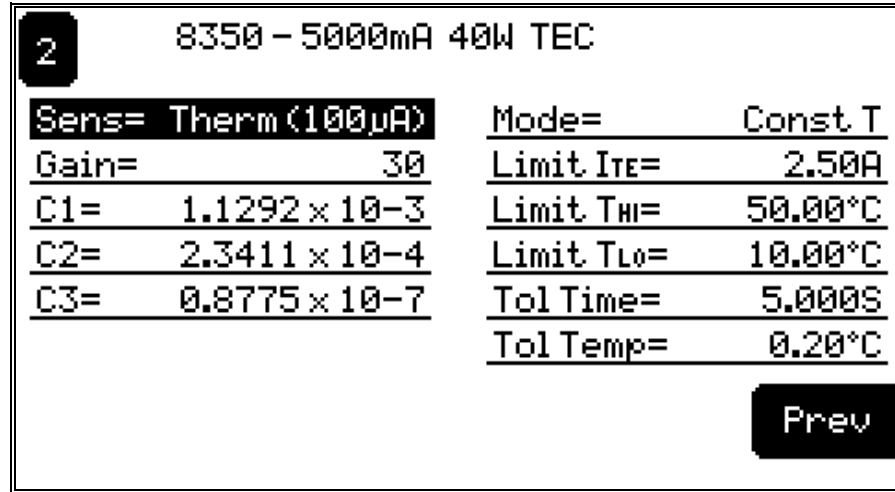 2
8350 – 5000mA 40W TEC
Sens= Therm (100µA)
Gain= 30
C1= 1.1292 x 10-3
C2= 2.3411 x 10-4
C3= 0.8775 x 10-7
Mode= Const T
Limit ITE= 2.50A
Limit THI= 50.00°C
Limit TLO= 10.00°C
Tol Time= 5.000S
Tol Temp= 0.20°C
Prev